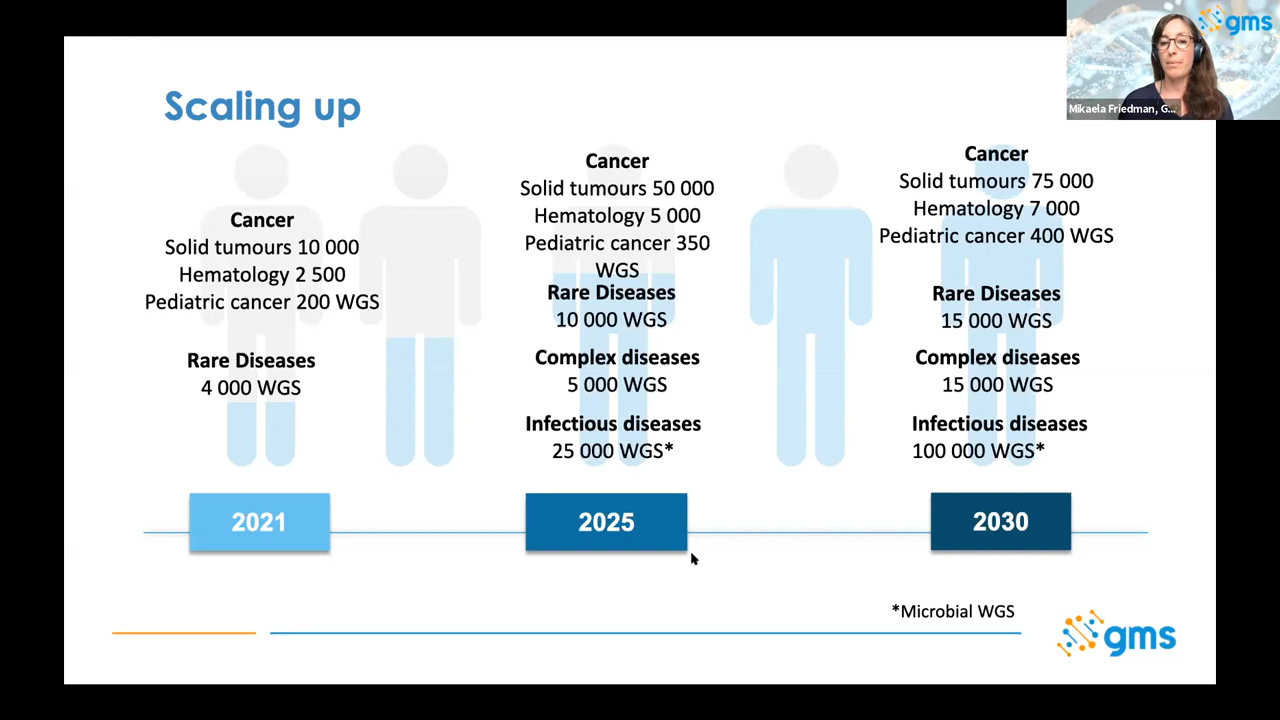 gms
Mikaela Friedman, G...
Scaling up
Cancer
Solid tumours 10 000
Hematology 2 500
Pediatric cancer 200 WGS
Rare Diseases
4 000 WGS
2021
Cancer
Solid tumours 50 000
Hematology 5 000
Pediatric cancer 350
WGS
Rare Diseases
10 000 WGS
Complex diseases
5 000 WGS
Infectious diseases
25 000 WGS*
2025
Cancer
Solid tumours 75 000
Hematology 7 000
Pediatric cancer 400 WGS
Rare Diseases
15 000 WGS
Complex diseases
15 000 WGS
Infectious diseases
100 000 WGS*
2030
*Microbial WGS
gms